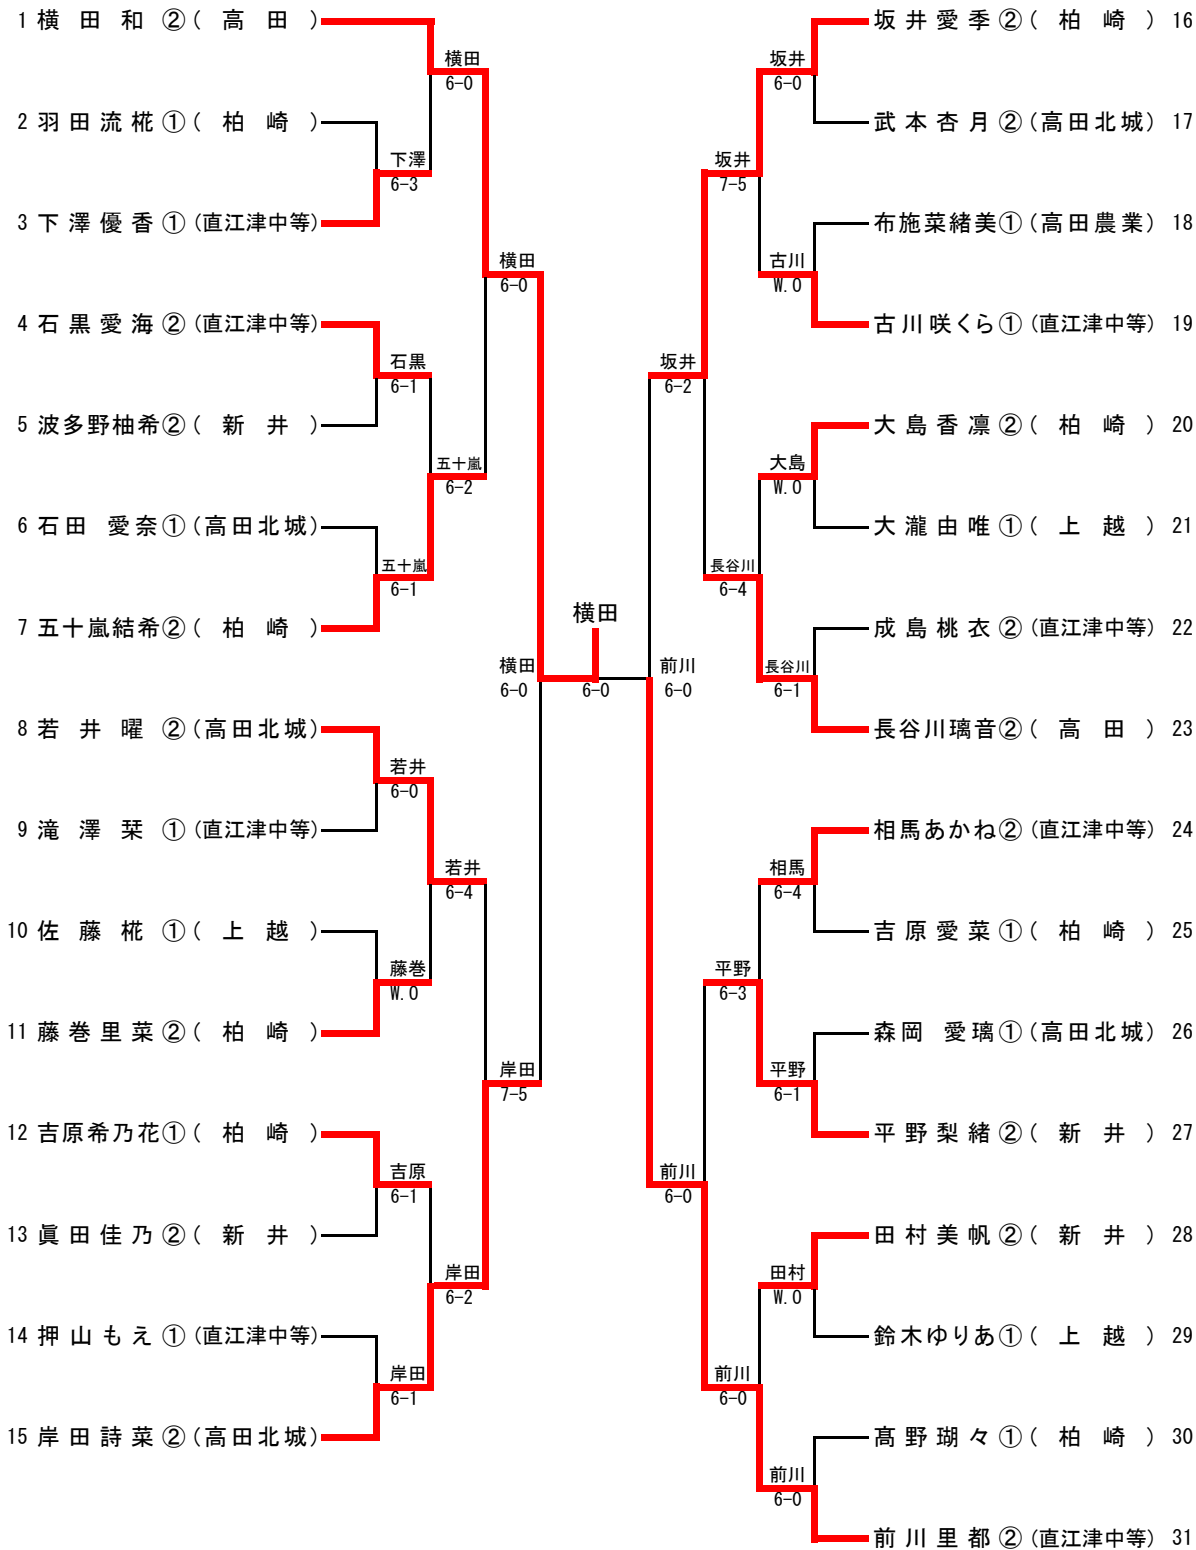 1 横田和②(高田)
2 羽田流椛①(柏崎)
3 下澤優香①(直江津中等)
4 石黒愛海②(直江津中等)
5 波多野柚希②(新井)
6 石田 愛奈①(高田北城)
7 五十嵐結希②(柏崎)
8 若井曜②(高田北城)
9 滝澤栞①(直江津中等)
10 佐藤椛①(上越)
11 藤巻里菜②(柏崎)
12 吉原希乃花①(柏崎)
13 眞田佳乃②(新井)
14 押山もえ①(直江津中等)
15 岸田詩菜②(高田北城)
下澤
6-3
石黒
6-1
五十嵐
6-1
若井
6-0
藤巻
W.O
吉原
6-1
岸田
6-1
横田
6-0
五十嵐
6-2
若井
6-4
岸田
6-2
横田
6-0
岸田
7-5
横田
6-0
横田
6-0
前川
6-0
坂井
6-2
前川
6-0
坂井
7-5
長谷川
6-4
平野
6-3
前川
6-0
坂井
6-0
古川
W.O
大島
W.O
長谷川
6-1
相馬
6-4
平野
6-1
田村
W.O
前川
6-0
坂井愛季②(柏崎) 16
武本杏月②(高田北城) 17
布施菜緒美①(高田農業) 18
古川咲くら①(直江津中等) 19
大島香凛②(柏崎) 20
大瀧由唯①(上越) 21
成島桃衣②(直江津中等) 22
長谷川璃音②(高田) 23
相馬あかね②(直江津中等) 24
吉原愛菜①(柏崎) 25
森岡 愛璃①(高田北城) 26
平野梨緒②(新井) 27
田村美帆②(新井) 28
鈴木ゆりあ①(上越) 29
髙野瑚々①(柏崎) 30
前川里都②(直江津中等) 31